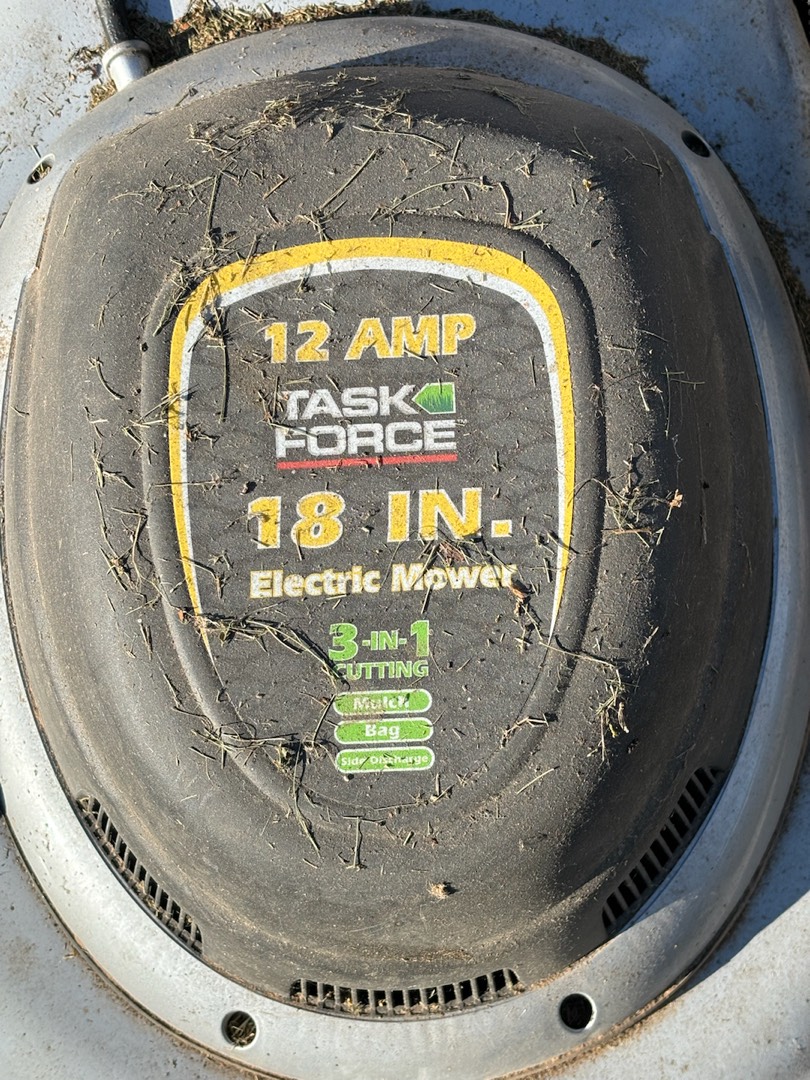 12 AMP
TASK
FORCE
18 IN.
Electric Mower
3-IN-1
CUTTING
Mulch
Bag
Side Discharge